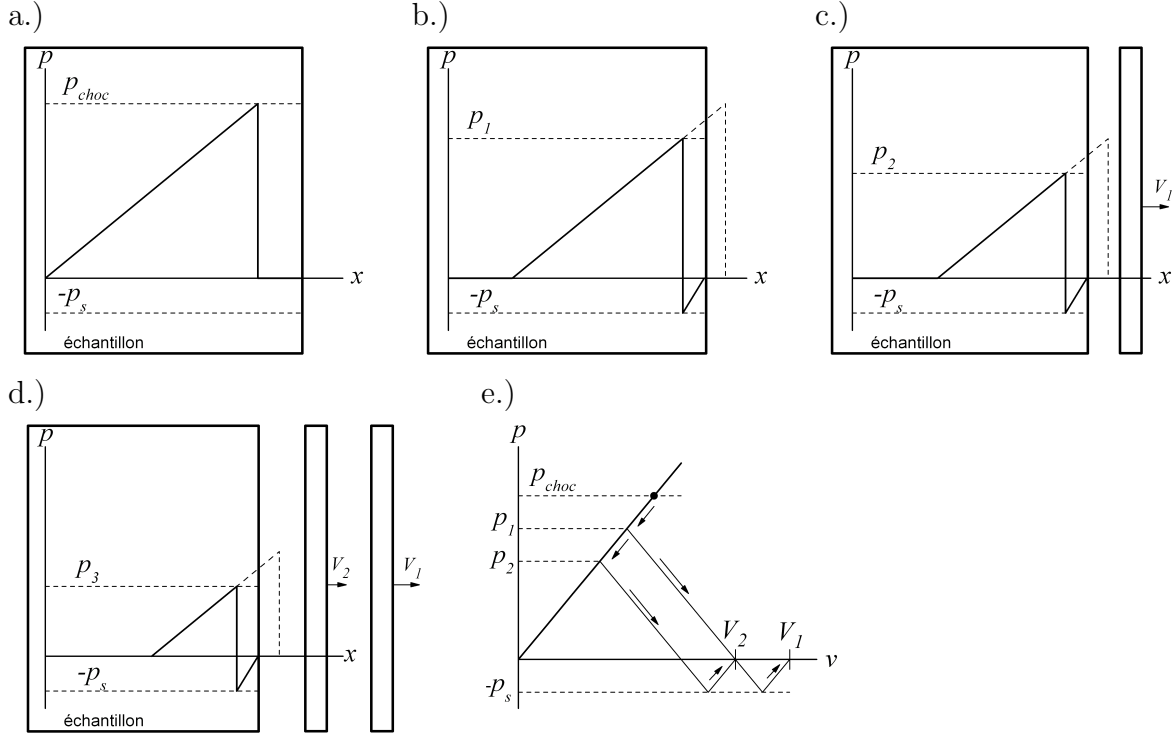 a.)
p
p_choc
x
-p_s
échantillon
b.)
p
p_1
x
-p_s
échantillon
c.)
p
p_2
V_1
x
-p_s
échantillon
d.)
p
p_3
V_2
V_1
x
-p_s
échantillon
e.)
p
p_choc
p_1
p_2
V_2
V_1
v
-p_s